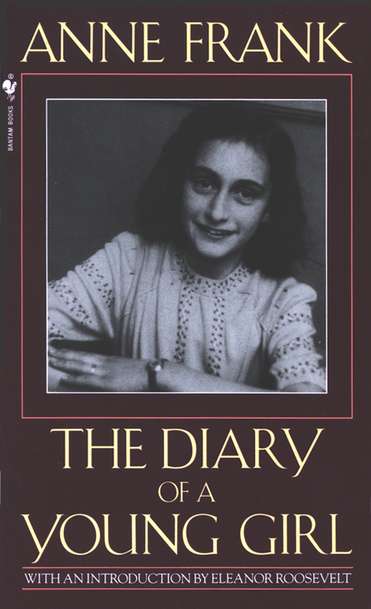 ANNE FRANK
BANTAM BOOKS
THE DIARY
OF A
YOUNG GIRL
WITH AN INTRODUCTION BY ELEANOR ROOSEVELT